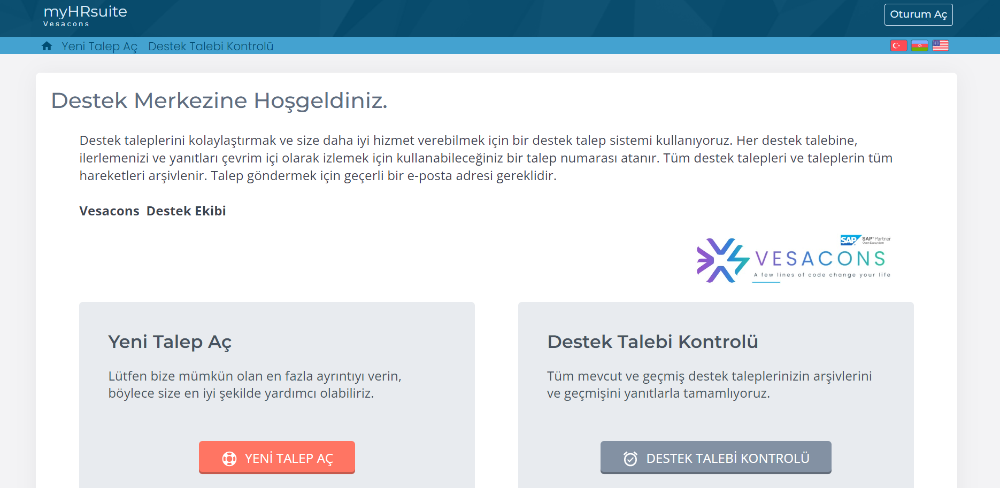 myHRsuite
Vesacons
Oturum Aç
Yeni Talep Aç
Destek Talebi Kontrolü
Destek Merkezine Hoşgeldiniz.
Destek taleplerini kolaylaştırmak ve size daha iyi hizmet verebilmek için bir destek talep sistemi kullanıyoruz. Her destek talebine,
ilerlemenizi ve yanıtları çevrim içi olarak izlemek için kullanabileceğiniz bir talep numarası atanır. Tüm destek talepleri ve taleplerin tüm
hareketleri arşivlenir. Talep göndermek için geçerli bir e-posta adresi gereklidir.
Vesacons Destek Ekibi
SAP SAP® Partner
Open Ecosystem
VESACONS
A few lines of code change your life
Yeni Talep Aç
Lütfen bize mümkün olan en fazla ayrıntıyı verin,
böylece size en iyi şekilde yardımcı olabiliriz.
YENİ TALEP AÇ
Destek Talebi Kontrolü
Tüm mevcut ve geçmiş destek taleplerinizin arşivlerini
ve geçmişini yanıtlarla tamamlıyoruz.
DESTEK TALEBİ KONTROLÜ